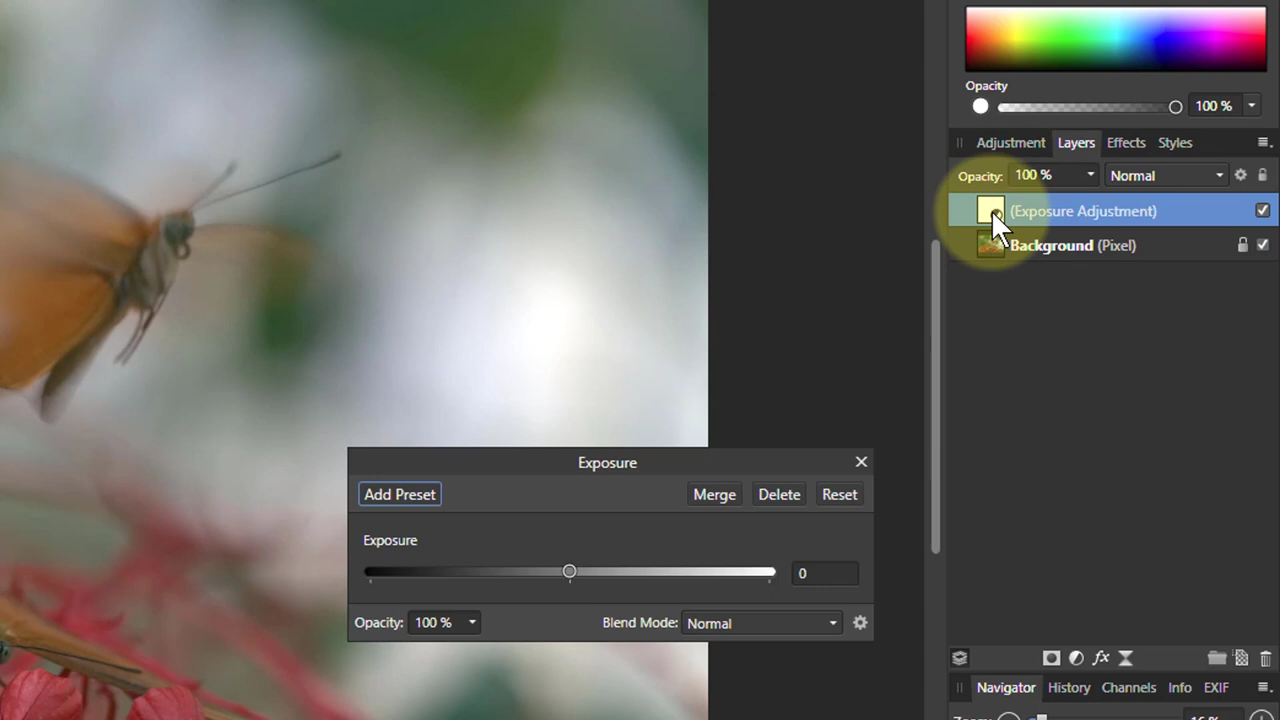 Opacity
100 %
Adjustment Layers Effects Styles
Opacity: 100 % Normal
(Exposure Adjustment)
Background (Pixel)
Exposure
Add Preset Merge Delete Reset
Exposure
0
Opacity: 100 % Blend Mode: Normal
fx
Navigator History Channels Info EXIF